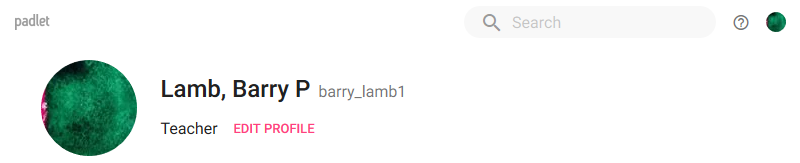 padlet
Search
Lamb, Barry P barry_lamb1
Teacher EDIT PROFILE